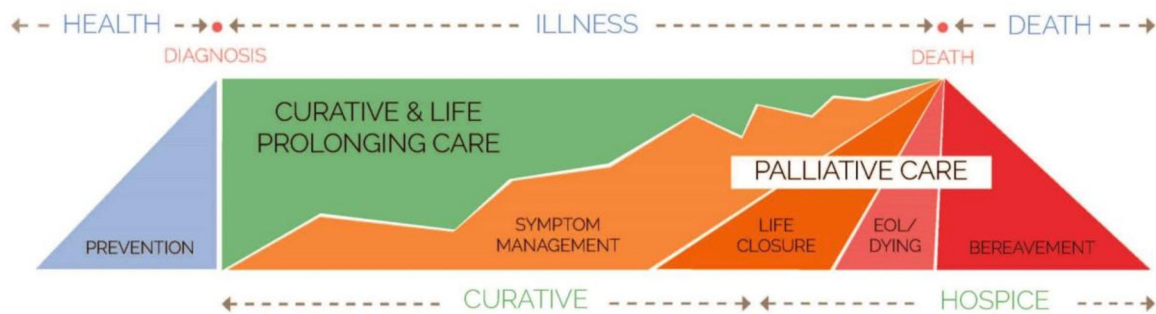 HEALTH
ILLNESS
DEATH
DIAGNOSIS
DEATH
CURATIVE & LIFE
PROLONGING CARE
PALLIATIVE CARE
PREVENTION
SYMPTOM
MANAGEMENT
LIFE
CLOSURE
EOL/
DYING
BEREAVEMENT
CURATIVE
HOSPICE